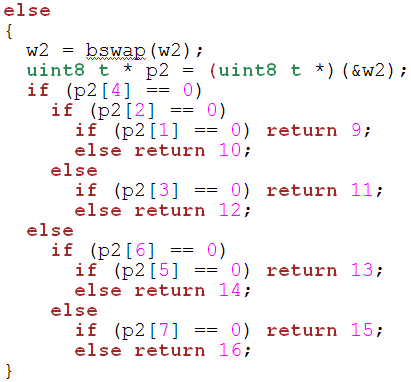 else
{
  w2 = bswap(w2);
  uint8_t * p2 = (uint8_t *)(&w2);
  if (p2[4] == 0)
    if (p2[2] == 0)
      if (p2[1] == 0) return 9;
      else return 10;
    else
      if (p2[3] == 0) return 11;
      else return 12;
  else
    if (p2[6] == 0)
      if (p2[5] == 0) return 13;
      else return 14;
    else
      if (p2[7] == 0) return 15;
      else return 16;
}